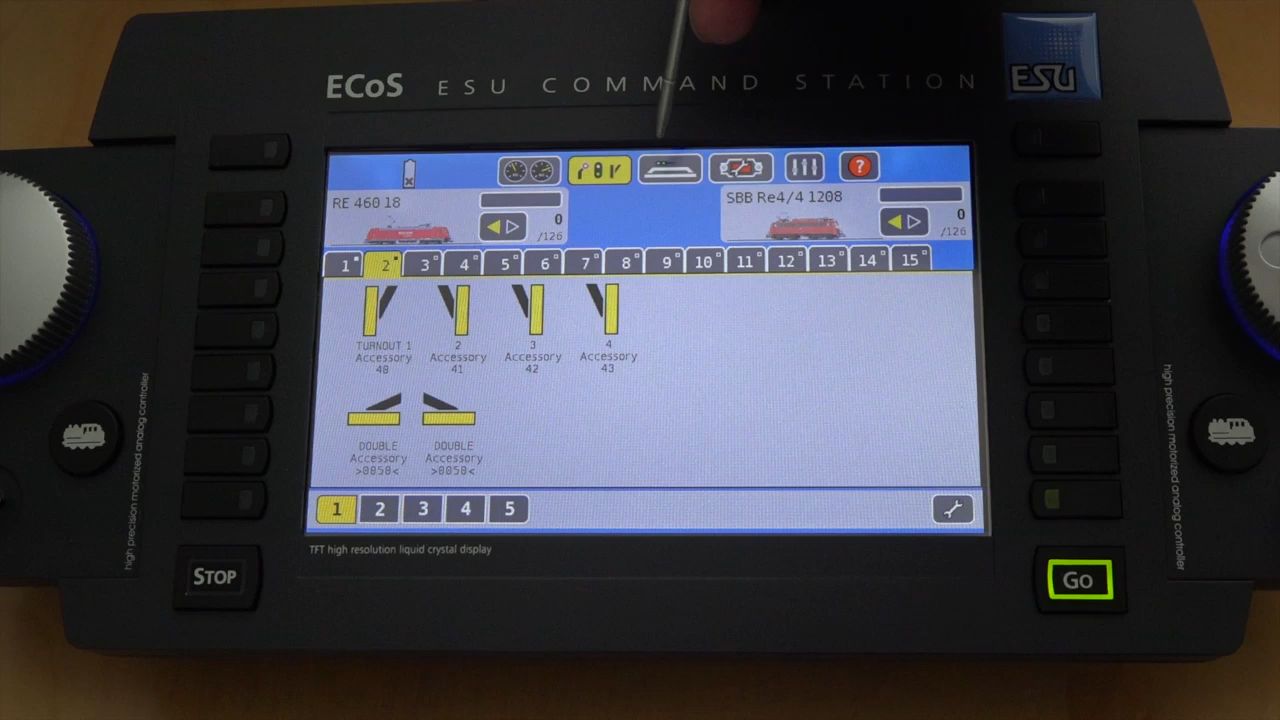 ECoS ESU COMMAND STATION
ESU
?
RE 460 18
0
/126
SBB Re4/4 1208
0
/126
1 2 3 4 5 6 7 8 9 10 11 12 13 14 15
TURNOUT 1
Accessory
2
Accessory
41
3
Accessory
42
4
Accessory
43
DOUBLE
Accessory
>0050<
DOUBLE
Accessory
>0050<
1 2 3 4 5
TFT high resolution liquid crystal display
high precision motorized analog controller
high precision motorized analog controller
STOP
Go